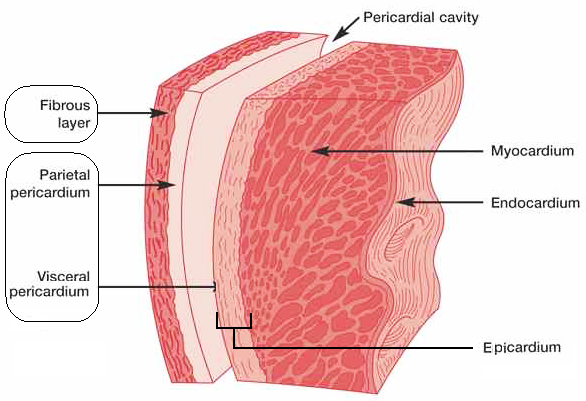 Pericardial cavity
Fibrous
layer
Parietal
pericardium
Visceral
pericardium
Myocardium
Endocardium
Epicardium